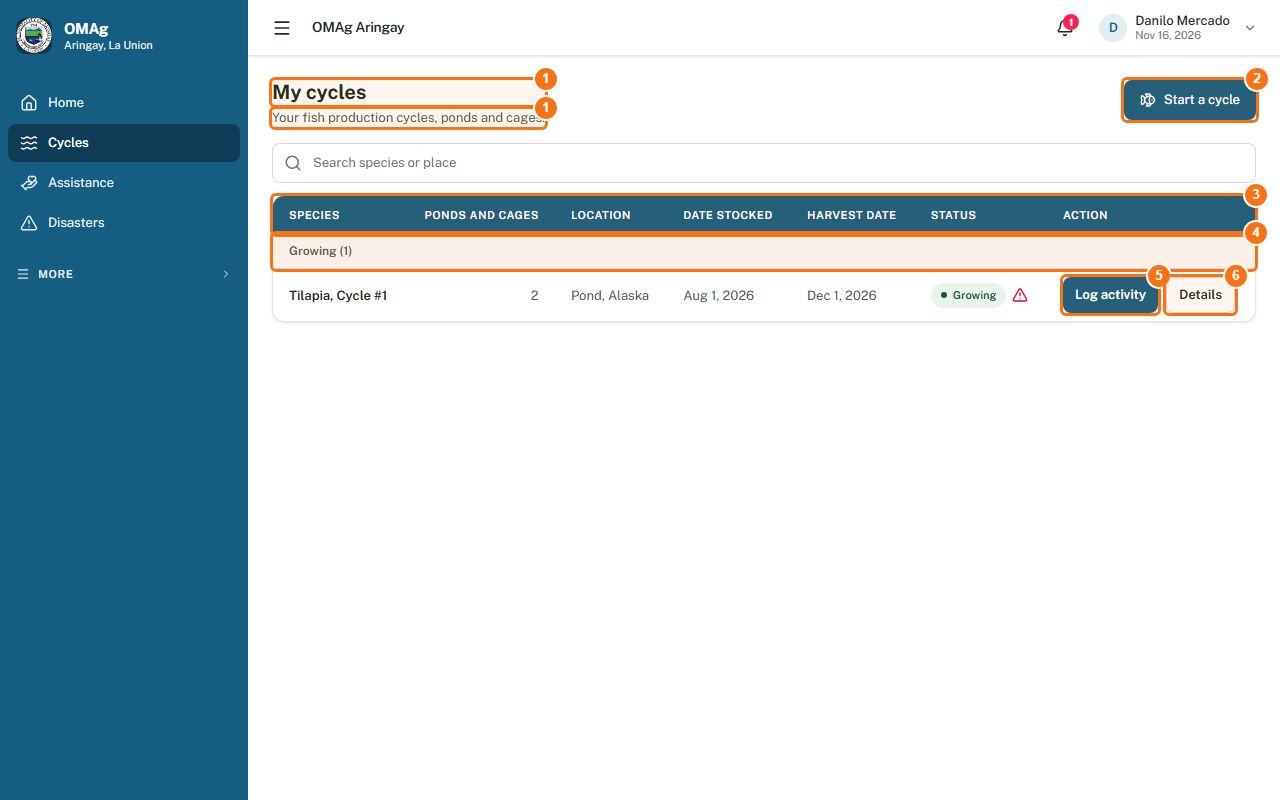 OMAg
Aringay, La Union
Home
Cycles
Assistance
Disasters
MORE
OMAg Aringay
1
D
Danilo Mercado
Nov 16, 2026
My cycles
1
Your fish production cycles, ponds and cages.
1
Start a cycle
2
Search species or place
3
SPECIES PONDS AND CAGES LOCATION DATE STOCKED HARVEST DATE STATUS ACTION
4
Growing (1)
5
6
Tilapia, Cycle #1 2 Pond, Alaska Aug 1, 2026 Dec 1, 2026 Growing Log activity Details